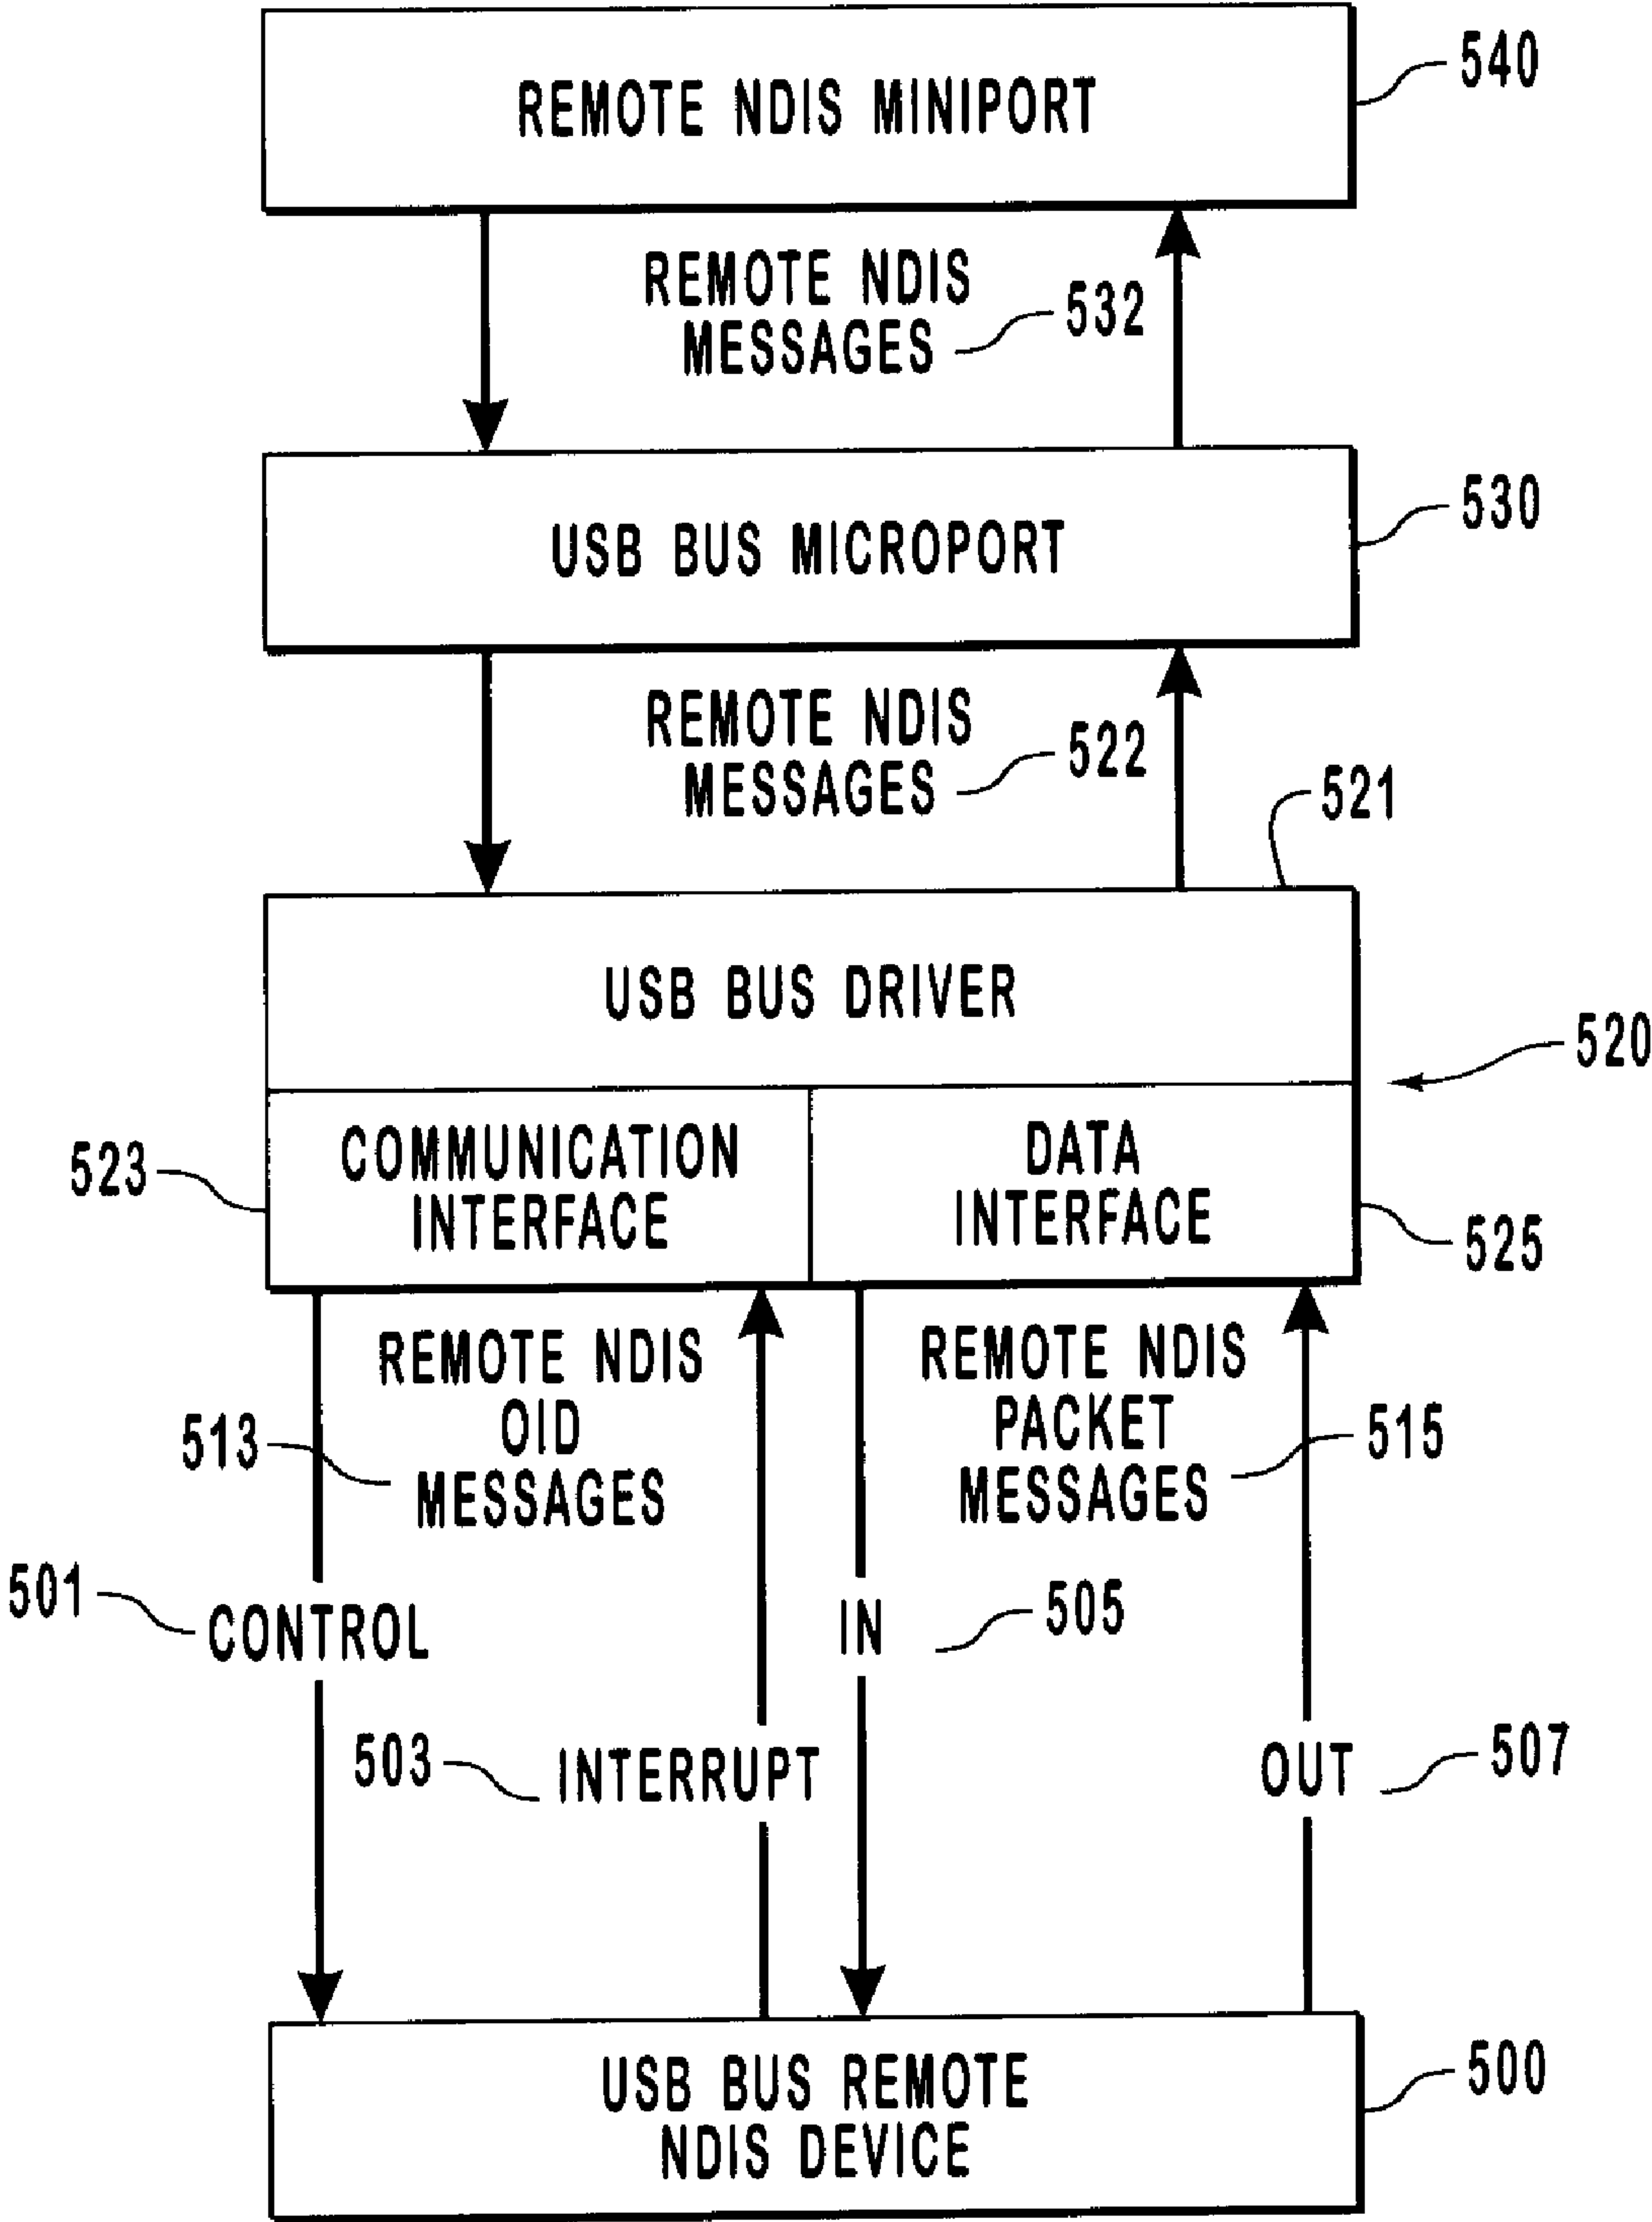 REMOTE NDIS MINIPORT
540
REMOTE NDIS
MESSAGES
532
USB BUS MICROPORT
530
REMOTE NDIS
MESSAGES
522
521
USB BUS DRIVER
520
COMMUNICATION
INTERFACE
523
DATA
INTERFACE
525
REMOTE NDIS
OID
MESSAGES
513
REMOTE NDIS
PACKET
MESSAGES
515
501
CONTROL
IN
505
503
INTERRUPT
OUT
507
USB BUS REMOTE
NDIS DEVICE
500